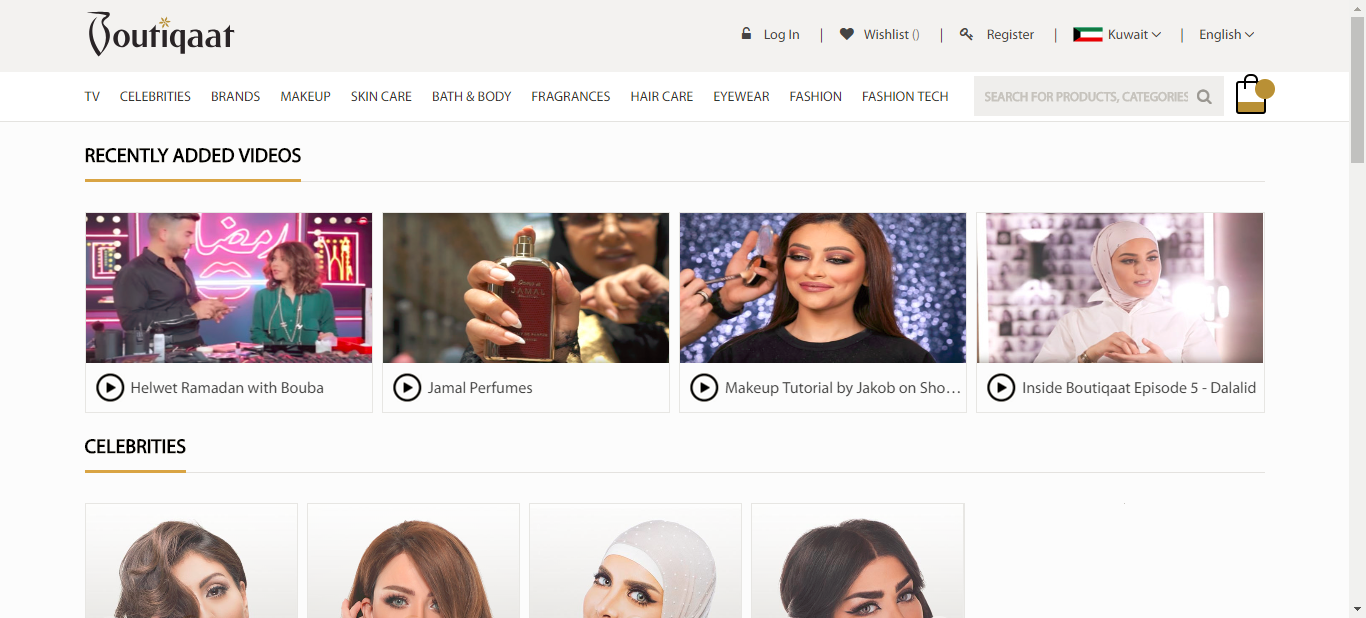 Boutiqaat
Log In | Wishlist () | Register | Kuwait | English
TV CELEBRITIES BRANDS MAKEUP SKIN CARE BATH & BODY FRAGRANCES HAIR CARE EYEWEAR FASHION FASHION TECH SEARCH FOR PRODUCTS, CATEGORIES
RECENTLY ADDED VIDEOS
رمضان
JAMAL
Helwet Ramadan with Bouba
Jamal Perfumes
Makeup Tutorial by Jakob on Sho...
Inside Boutiqaat Episode 5 - Dalalid
CELEBRITIES